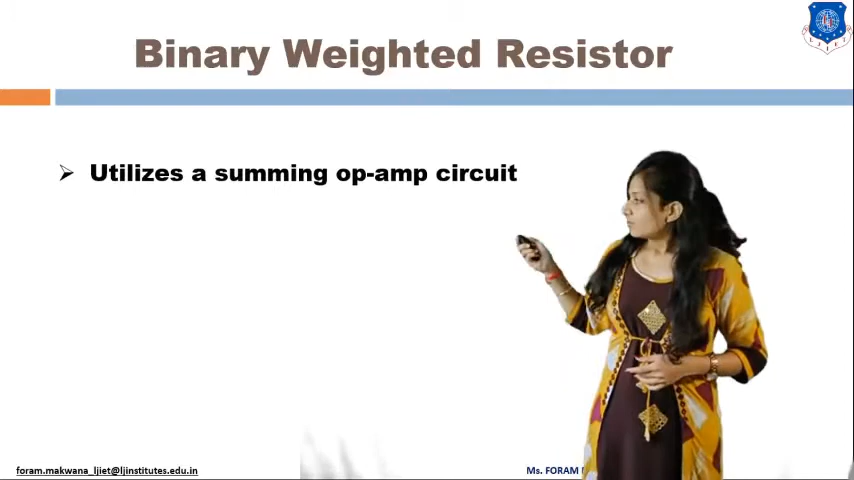 Binary Weighted Resistor
➢ Utilizes a summing op-amp circuit
foram.makwana_ljiet@ljinstitutes.edu.in
Ms. FORAM